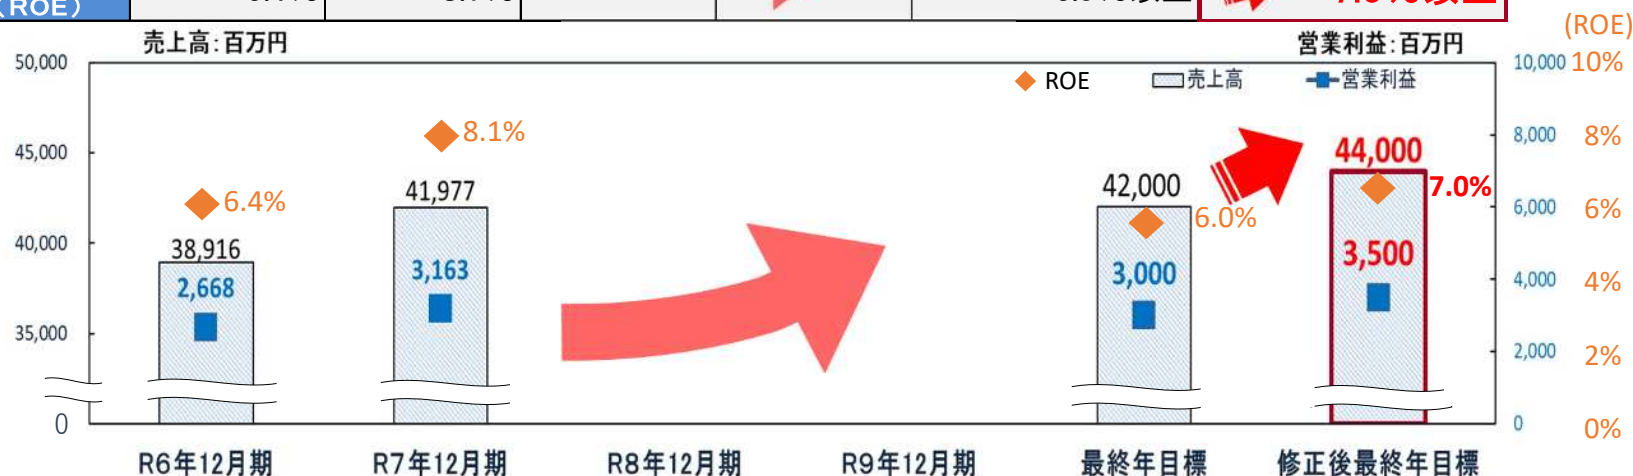 （ROE）
(ROE)
売上高：百万円
営業利益：百万円
50,000
10,000
10%
ROE
売上高
営業利益
45,000
8,000
8%
40,000
6,000
6%
35,000
4,000
4%
2,000
2%
0
0
0%
6.4%
38,916
2,668
8.1%
41,977
3,163
42,000
6.0%
3,000
44,000
7.0%
3,500
R6年12月期
R7年12月期
R8年12月期
R9年12月期
最終年目標
修正後最終年目標